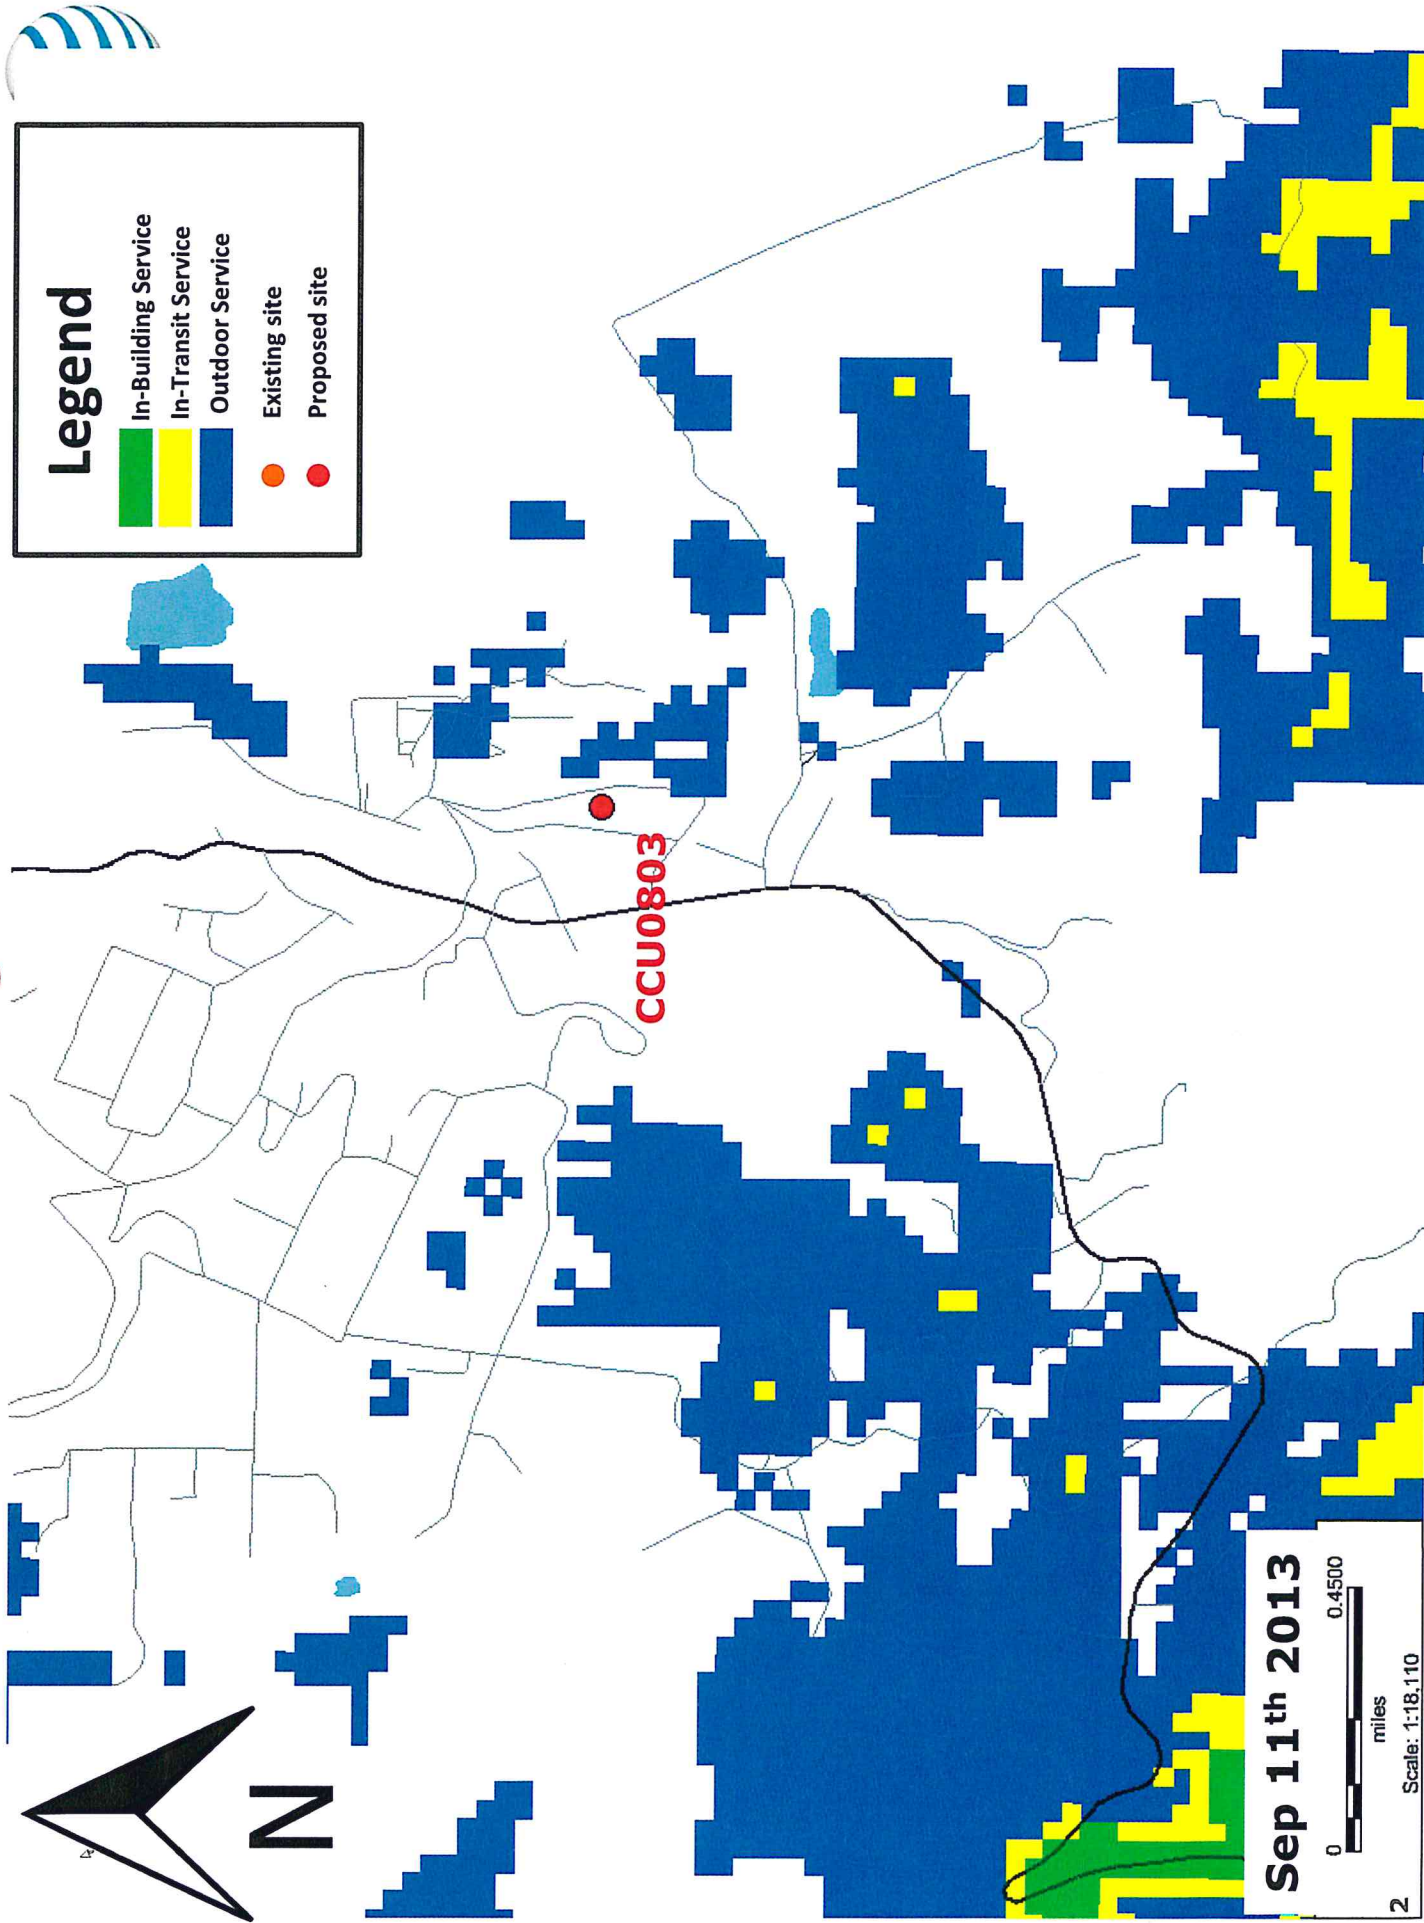 Legend
In-Building Service
In-Transit Service
Outdoor Service
Existing site
Proposed site
CCU0803
N
Sep 11th 2013
0
0.4500
miles
Scale: 1:18,110
2